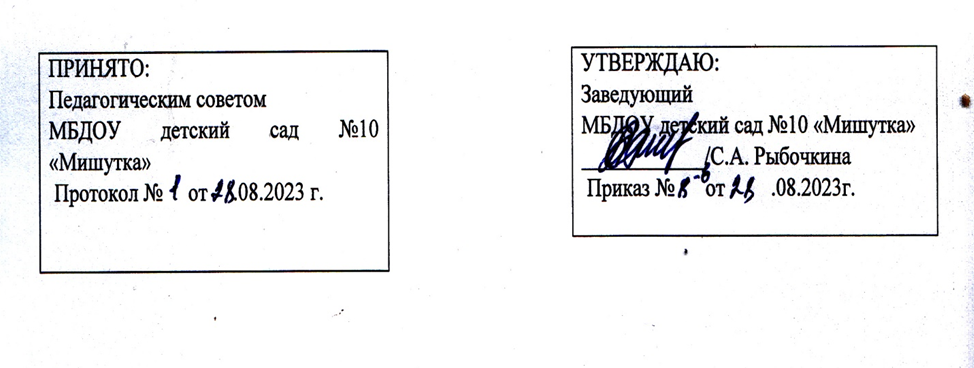 ПРИНЯТО:
Педагогическим советом
МБДОУ детский сад №10
«Мишутка»
Протокол № 1 от 28.08.2023 г.
УТВЕРЖДАЮ:
Заведующий
МБДОУ детский сад №10 «Мишутка»
/С.А. Рыбочкина
Приказ № от 28 .08.2023г.